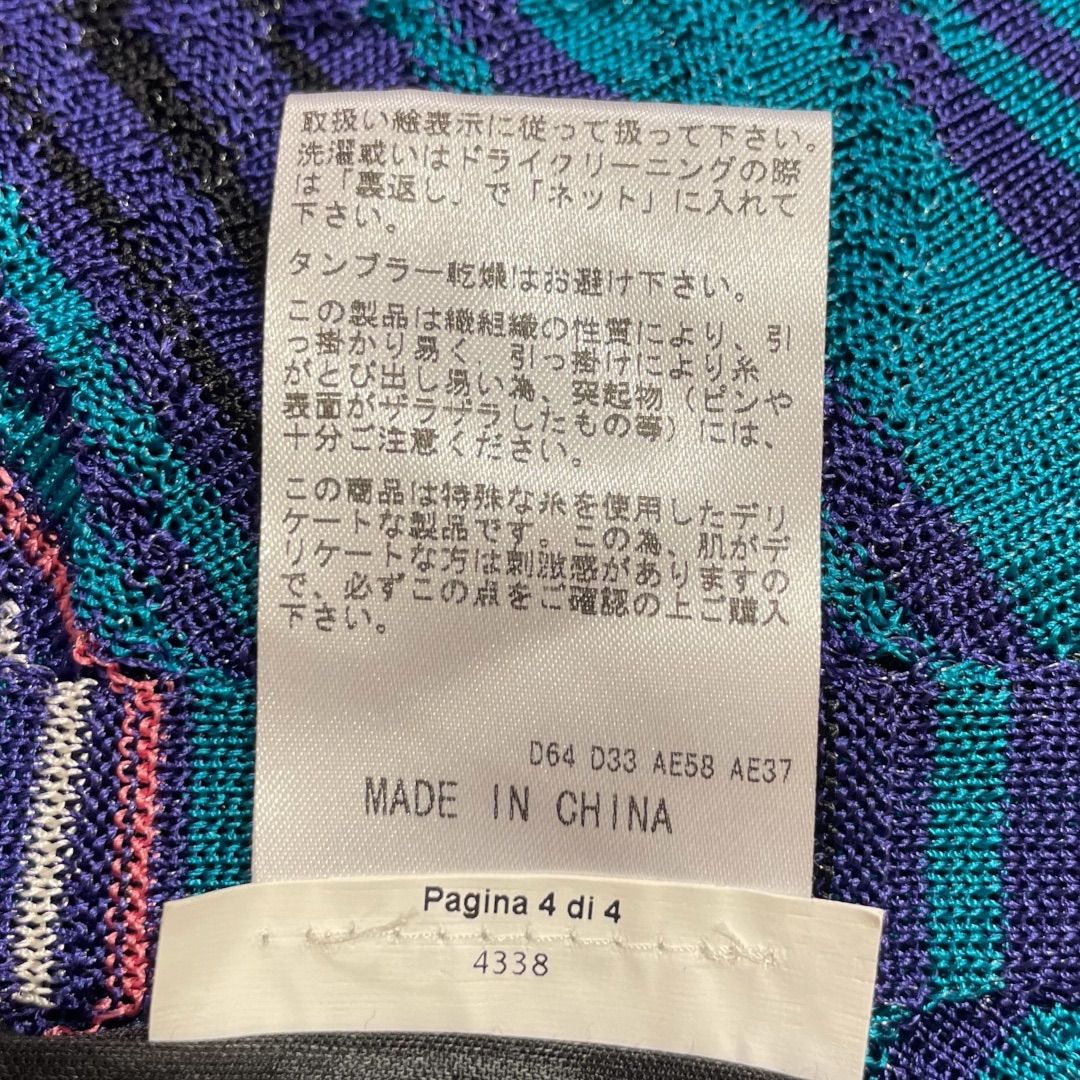 取扱い絵表示に従って扱って下さい。
洗濯或いはドライクリーニングの際
は「裏返し」で「ネット」に入れて
下さい。
タンブラー乾燥はお避け下さい。
この製品は繊組織の性質により、引
っ掛かり易く、引っ掛けにより糸
がとび出し易い為、突起物（ピンや
表面がザラザラしたもの等）には、
十分ご注意ください。
この商品は特殊な糸を使用したデリ
ケートな製品です。この為、肌がデ
リケートな方は刺激感がありますの
で、必ずこの点をご確認の上ご購入
下さい。
D64 D33 AE58 AE37
MADE IN CHINA
Pagina 4 di 4
4338